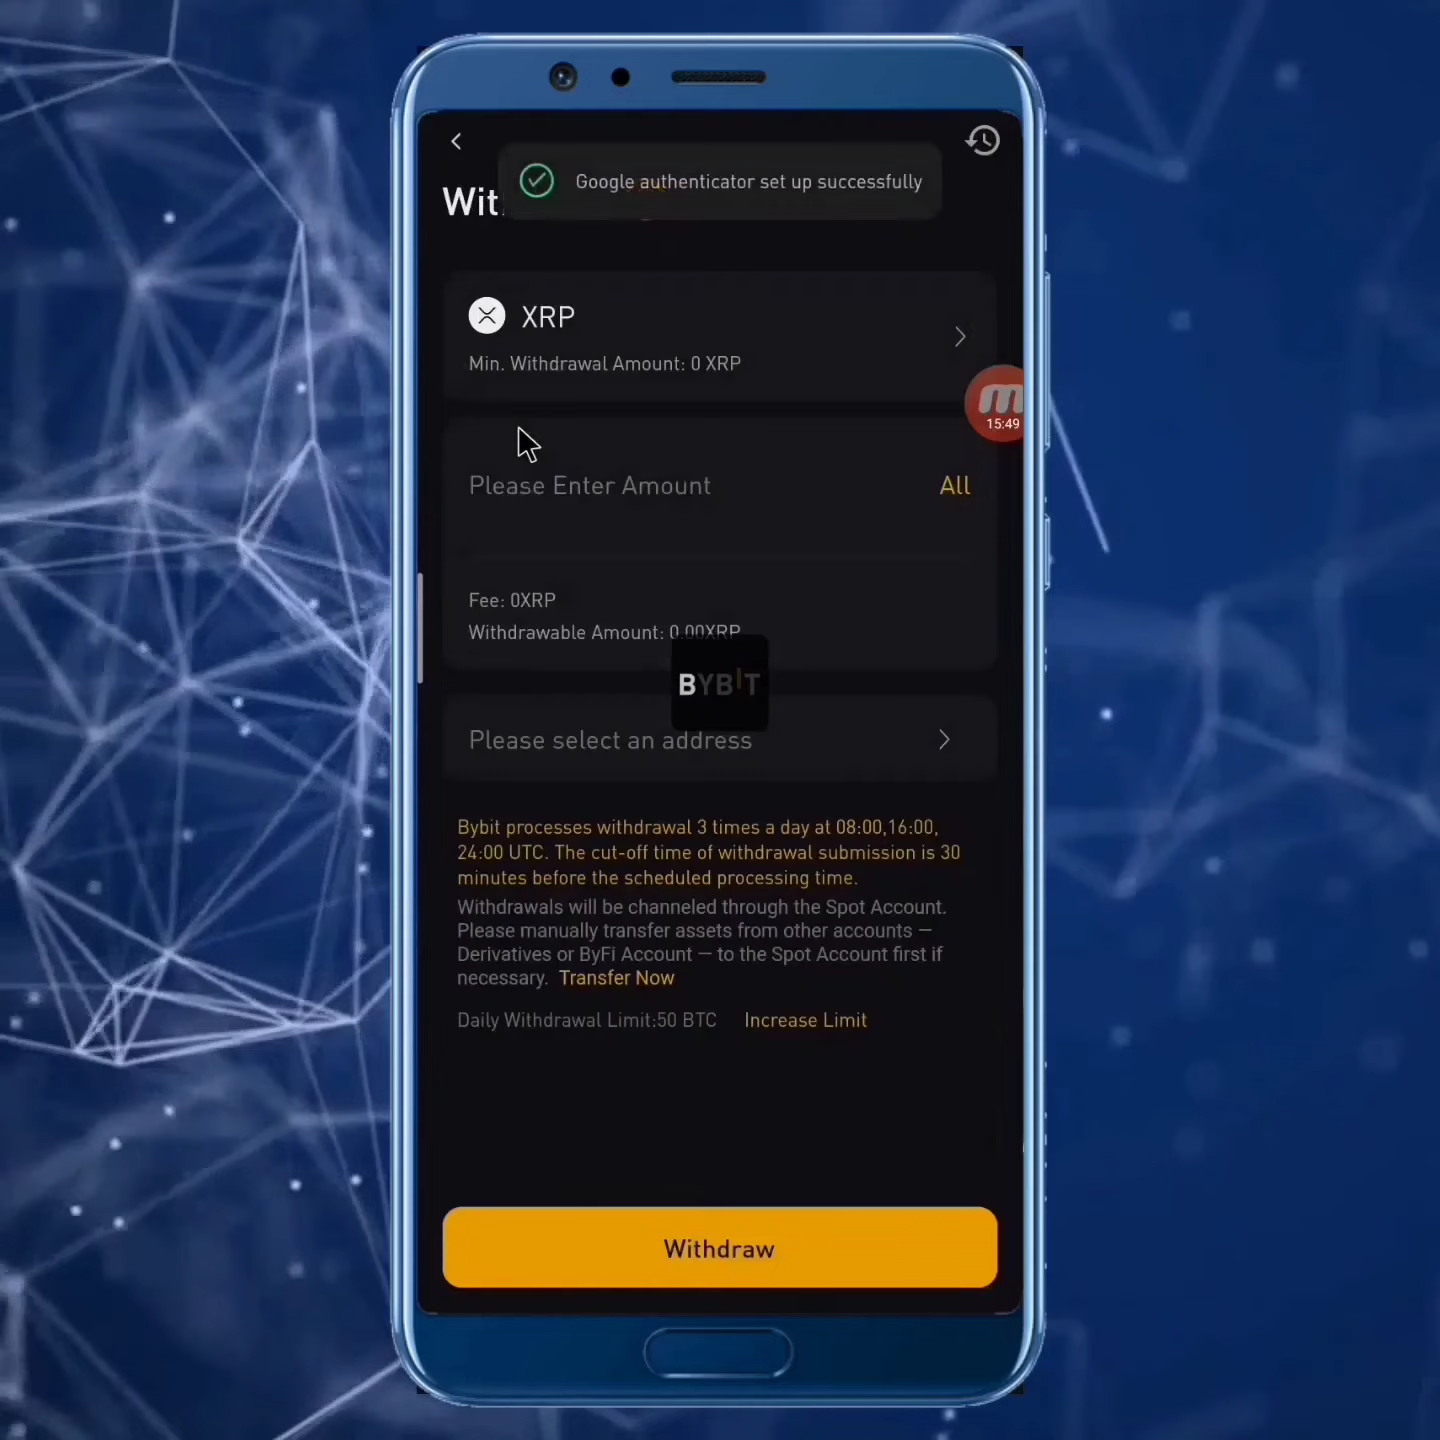 Google authenticator set up successfully
Wit
XRP
Min. Withdrawal Amount: 0 XRP
15:49
Please Enter Amount
All
Fee: 0XRP
Withdrawable Amount: 0.00XRP
BYBIT
Please select an address
Bybit processes withdrawal 3 times a day at 08:00,16:00,
24:00 UTC. The cut-off time of withdrawal submission is 30
minutes before the scheduled processing time.
Withdrawals will be channeled through the Spot Account.
Please manually transfer assets from other accounts —
Derivatives or ByFi Account — to the Spot Account first if
necessary. Transfer Now
Daily Withdrawal Limit:50 BTC Increase Limit
Withdraw